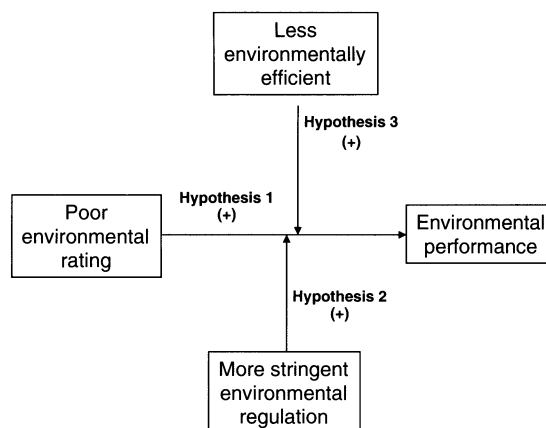 Less
environmentally
efficient
Hypothesis 3
(+)
Hypothesis 1
(+)
Poor
environmental
rating
Environmental
performance
Hypothesis 2
(+)
More stringent
environmental
regulation